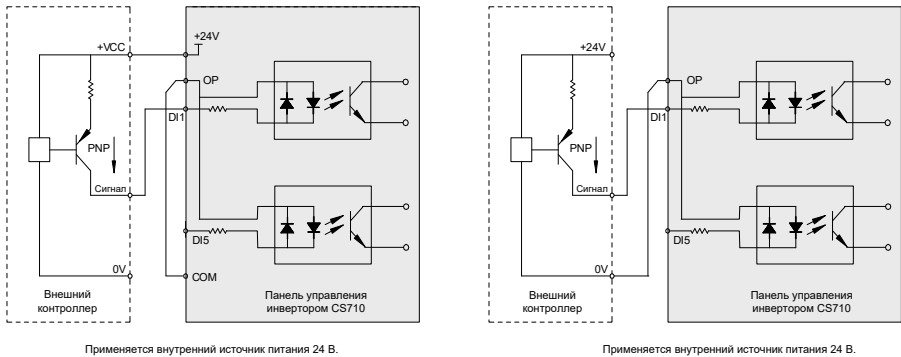 +VCC
+24V
OP
DI1
PNP
Сигнал
DI5
0V
COM
Внешний
контроллер
Панель управления
инвертором CS710
Применяется внутренний источник питания 24 В.
+24V
OP
DI1
PNP
Сигнал
DI5
0V
Внешний
контроллер
Панель управления
инвертором CS710
Применяется внутренний источник питания 24 В.